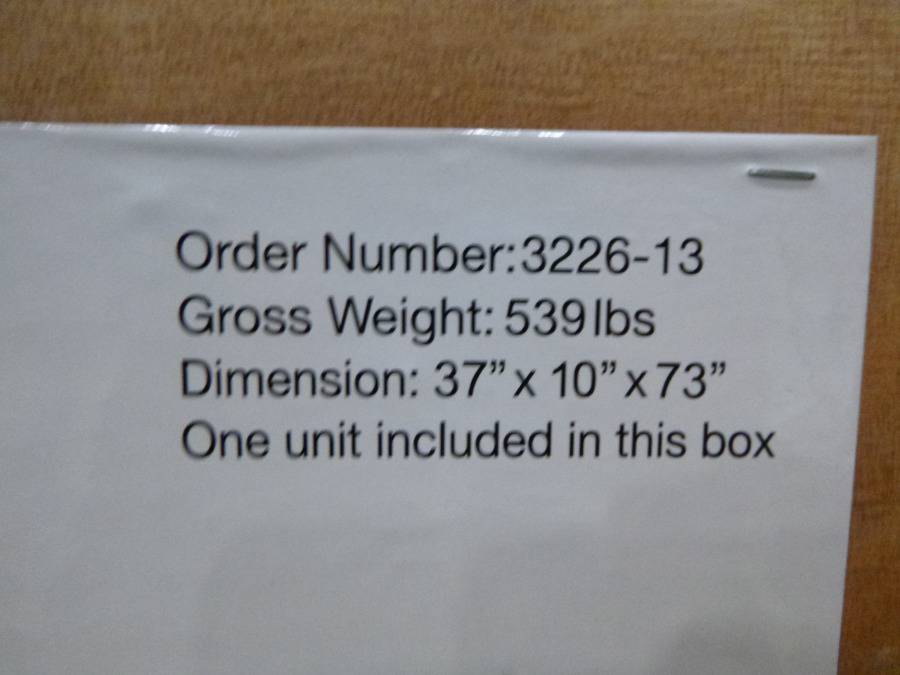 Order Number:3226-13
Gross Weight: 539lbs
Dimension: 37” x 10” x73”
One unit included in this box